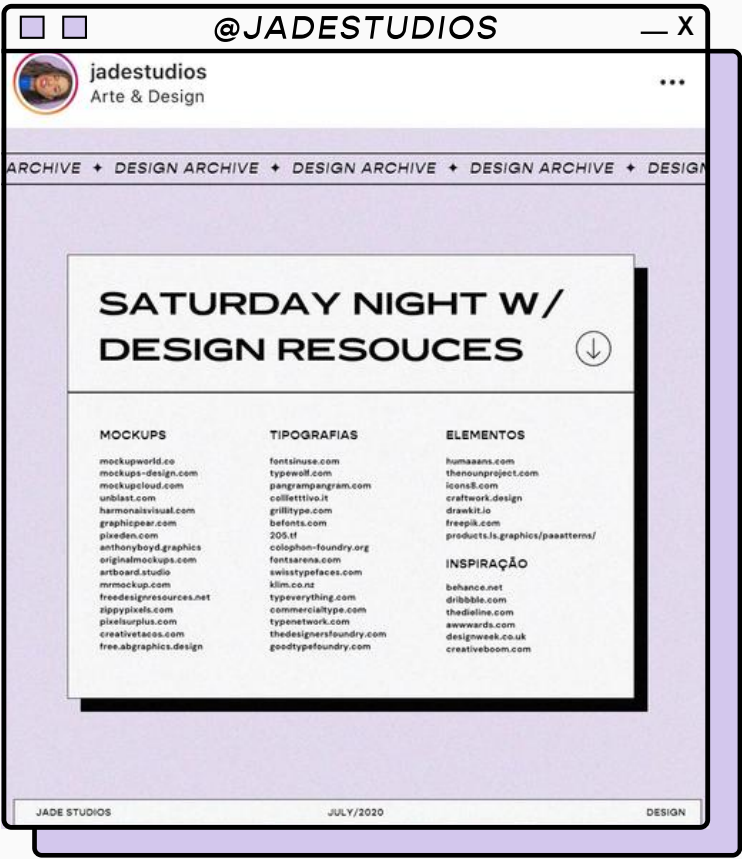 @JADESTUDIOS
X
jadestudios
Arte & Design
ARCHIVE ✦ DESIGN ARCHIVE ✦ DESIGN ARCHIVE ✦ DESIGN ARCHIVE ✦ DESIGN
SATURDAY NIGHT W/
DESIGN RESOUCES
MOCKUPS
mockupworld.co
mockups-design.com
mockupcloud.com
unblast.com
harmonaisvisual.com
graphicpear.com
pixeden.com
anthonyboyd.graphics
originalmockups.com
artboard.studio
mrmockup.com
freedesignresources.net
zippypixels.com
pixelsurplus.com
creativetacos.com
free.abgraphics.design
TIPOGRAFIAS
fontsinuse.com
typewolf.com
pangrampangram.com
collletttivo.it
grillitype.com
befonts.com
205.tf
colophon-foundry.org
fontsarena.com
swisstypefaces.com
klim.co.nz
typeverything.com
commercialtype.com
typenetwork.com
thedesignersfoundry.com
goodtypefoundry.com
ELEMENTOS
humaaans.com
thenounproject.com
icons8.com
craftwork.design
drawkit.io
freepik.com
products.ls.graphics/paaatterns/
INSPIRAÇÃO
behance.net
dribbble.com
thedieline.com
awwwards.com
designweek.co.uk
creativeboom.com
JADE STUDIOS
JULY/2020
DESIGN